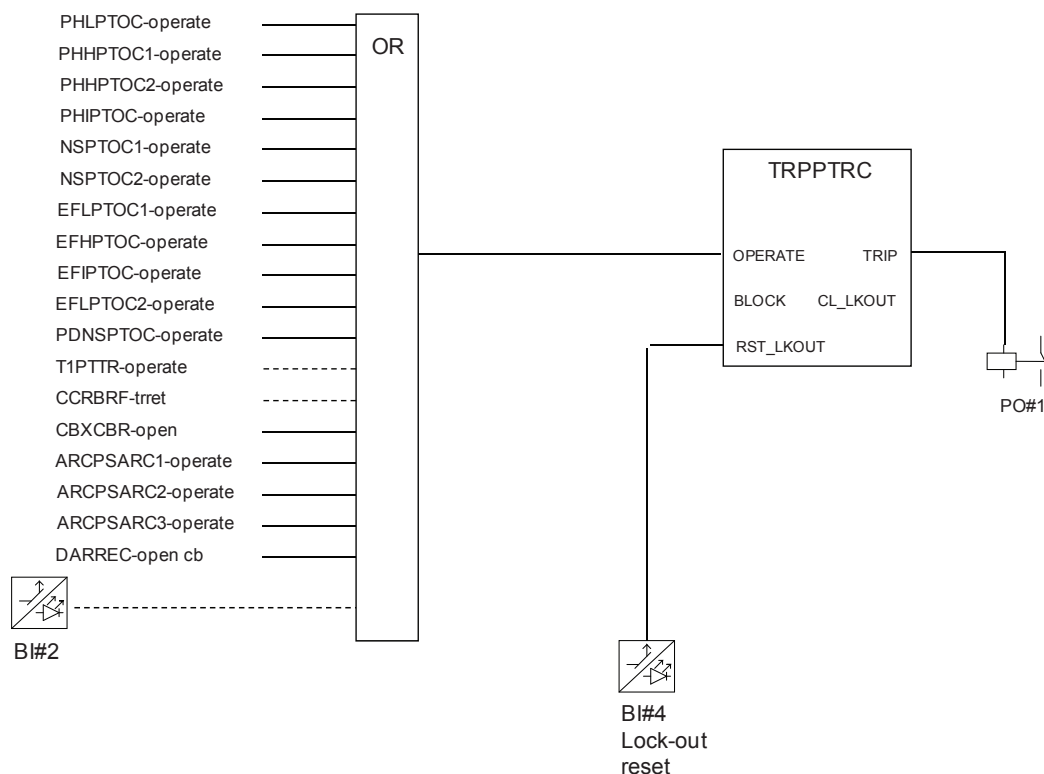 PHLPTOC-operate
PHHPTOC1-operate
PHHPTOC2-operate
PHIPTOC-operate
NSPTOC1-operate
NSPTOC2-operate
EFLPTOC1-operate
EFHPTOC-operate
EFIPTOC-operate
EFLPTOC2-operate
PDNSPTOC-operate
T1PTTR-operate
CCRBRF-trret
CBXCBR-open
ARCPSARC1-operate
ARCPSARC2-operate
ARCPSARC3-operate
DARREC-open cb
BI#2
OR
TRPPTRC
OPERATE TRIP
BLOCK CL_LKOUT
RST_LKOUT
PO#1
BI#4
Lock-out
reset